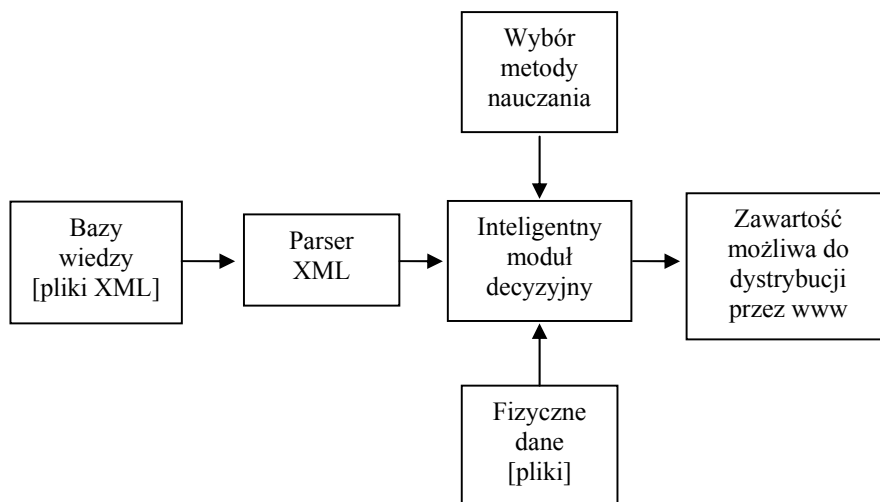 Wybór
metody
nauczania
Bazy
wiedzy
[pliki XML]
Parser
XML
Inteligentny
moduł
decyzyjny
Zawartość
możliwa do
dystrybucji
przez www
Fizyczne
dane
[pliki]